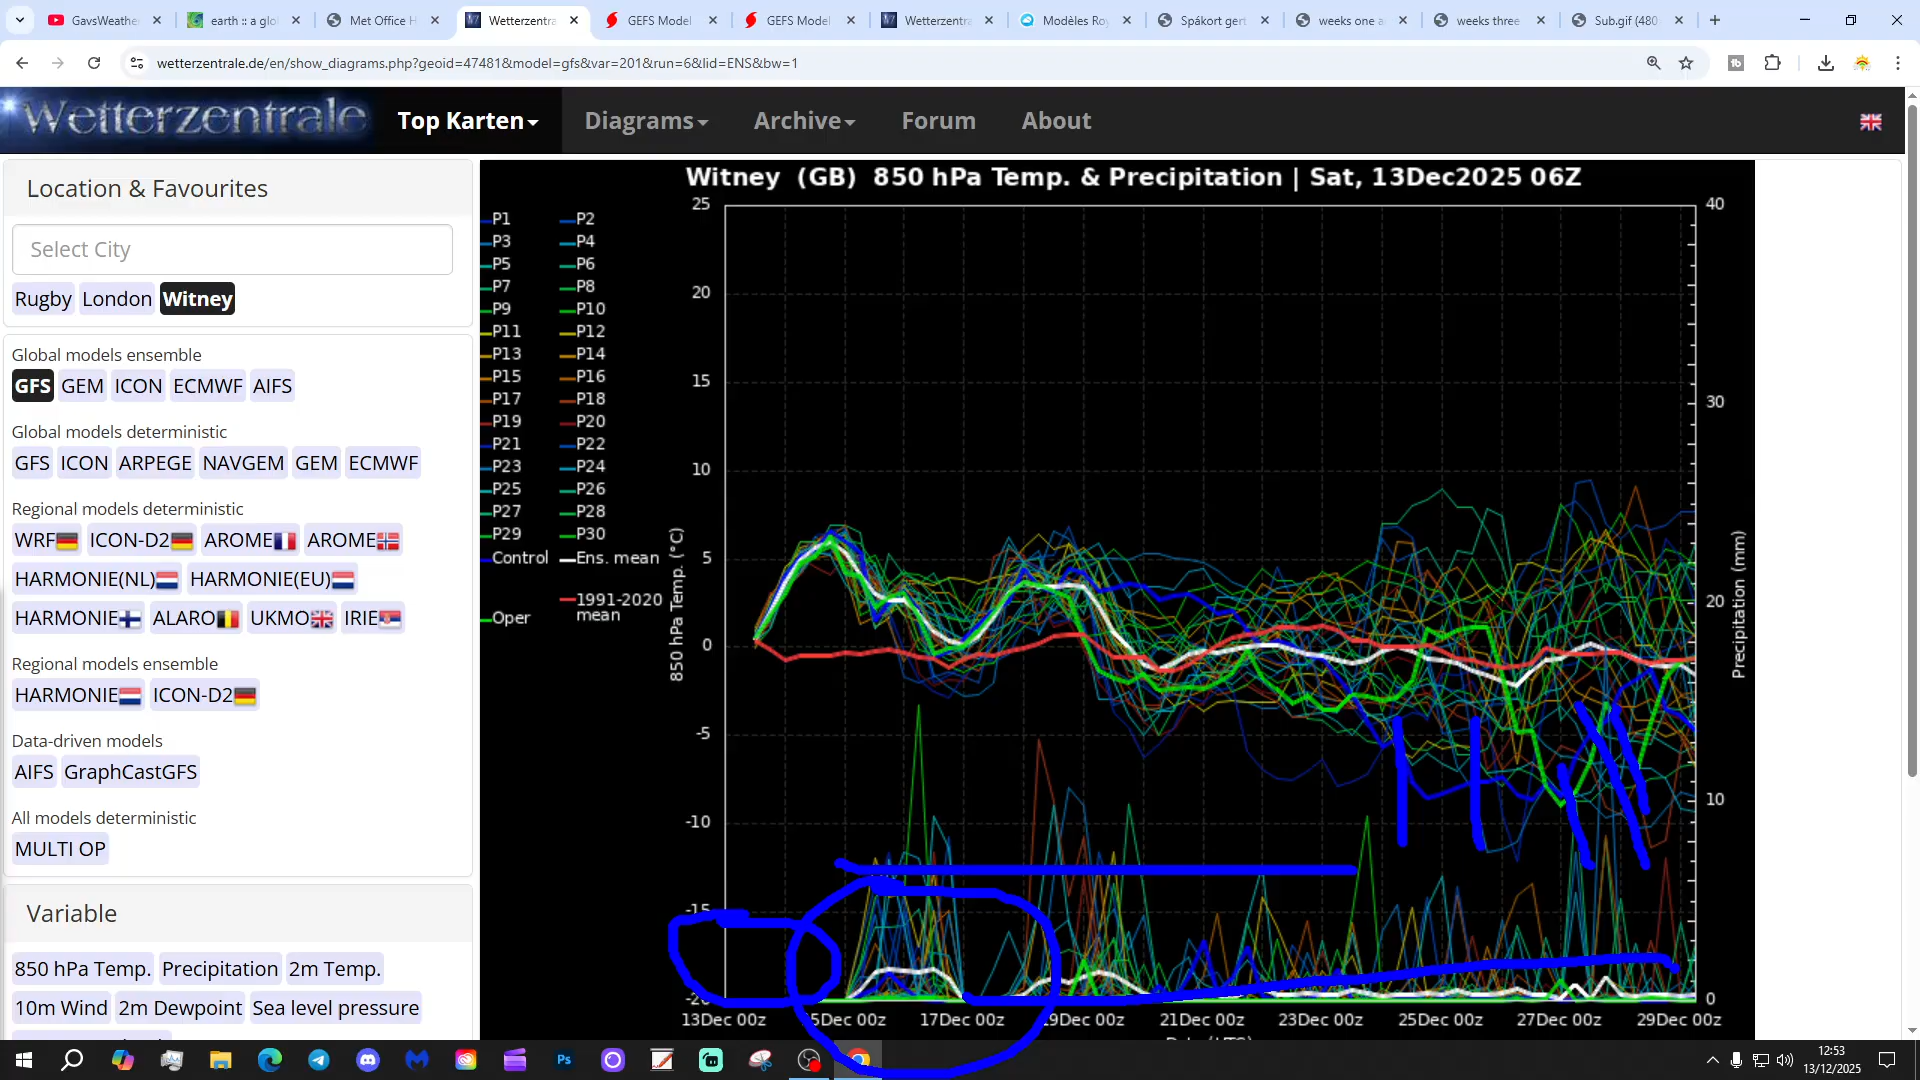 GavsWeather
earth :: a glo
Met Office H
Wetterzentra
GEFS Model
GEFS Model
Wetterzentra
Modèles Ro
Spákort gert
weeks one a
weeks three
Sub.gif (480
wetterzentrale.de/en/show_diagrams.php?geoid=47481&model=gfs&var=201&run=6&lid=ENS&bw=1
Wetterzentrale
Top Karten
Diagrams
Archive
Forum
About
Location & Favourites
Select City
Rugby London Witney
Global models ensemble
GFS GEM ICON ECMWF AIFS
Global models deterministic
GFS ICON ARPEGE NAVGEM GEM ECMWF
Regional models deterministic
WRF ICON-D2 AROME AROME
HARMONIE(NL) HARMONIE(EU)
HARMONIE ALARO UKMO IRIE
Regional models ensemble
HARMONIE ICON-D2
Data-driven models
AIFS GraphCastGFS
All models deterministic
MULTI OP
Variable
850 hPa Temp. Precipitation 2m Temp.
10m Wind 2m Dewpoint Sea level pressure
Witney (GB) 850 hPa Temp. & Precipitation | Sat, 13Dec2025 06Z
P1 P2
P3 P4
P5 P6
P7 P8
P9 P10
P11 P12
P13 P14
P15 P16
P17 P18
P19 P20
P21 P22
P23 P24
P25 P26
P27 P28
P29 P30
Control Ens. mean
Oper 1991-2020
mean
850 hPa Temp. (°C)
25
20
15
10
5
0
-5
-10
-15
-20
40
30
20
10
0
Precipitation (mm)
13Dec 00z 5Dec 00z 17Dec 00z 19Dec 00z 21Dec 00z 23Dec 00z 25Dec 00z 27Dec 00z 29Dec 00z
12:53
13/12/2025